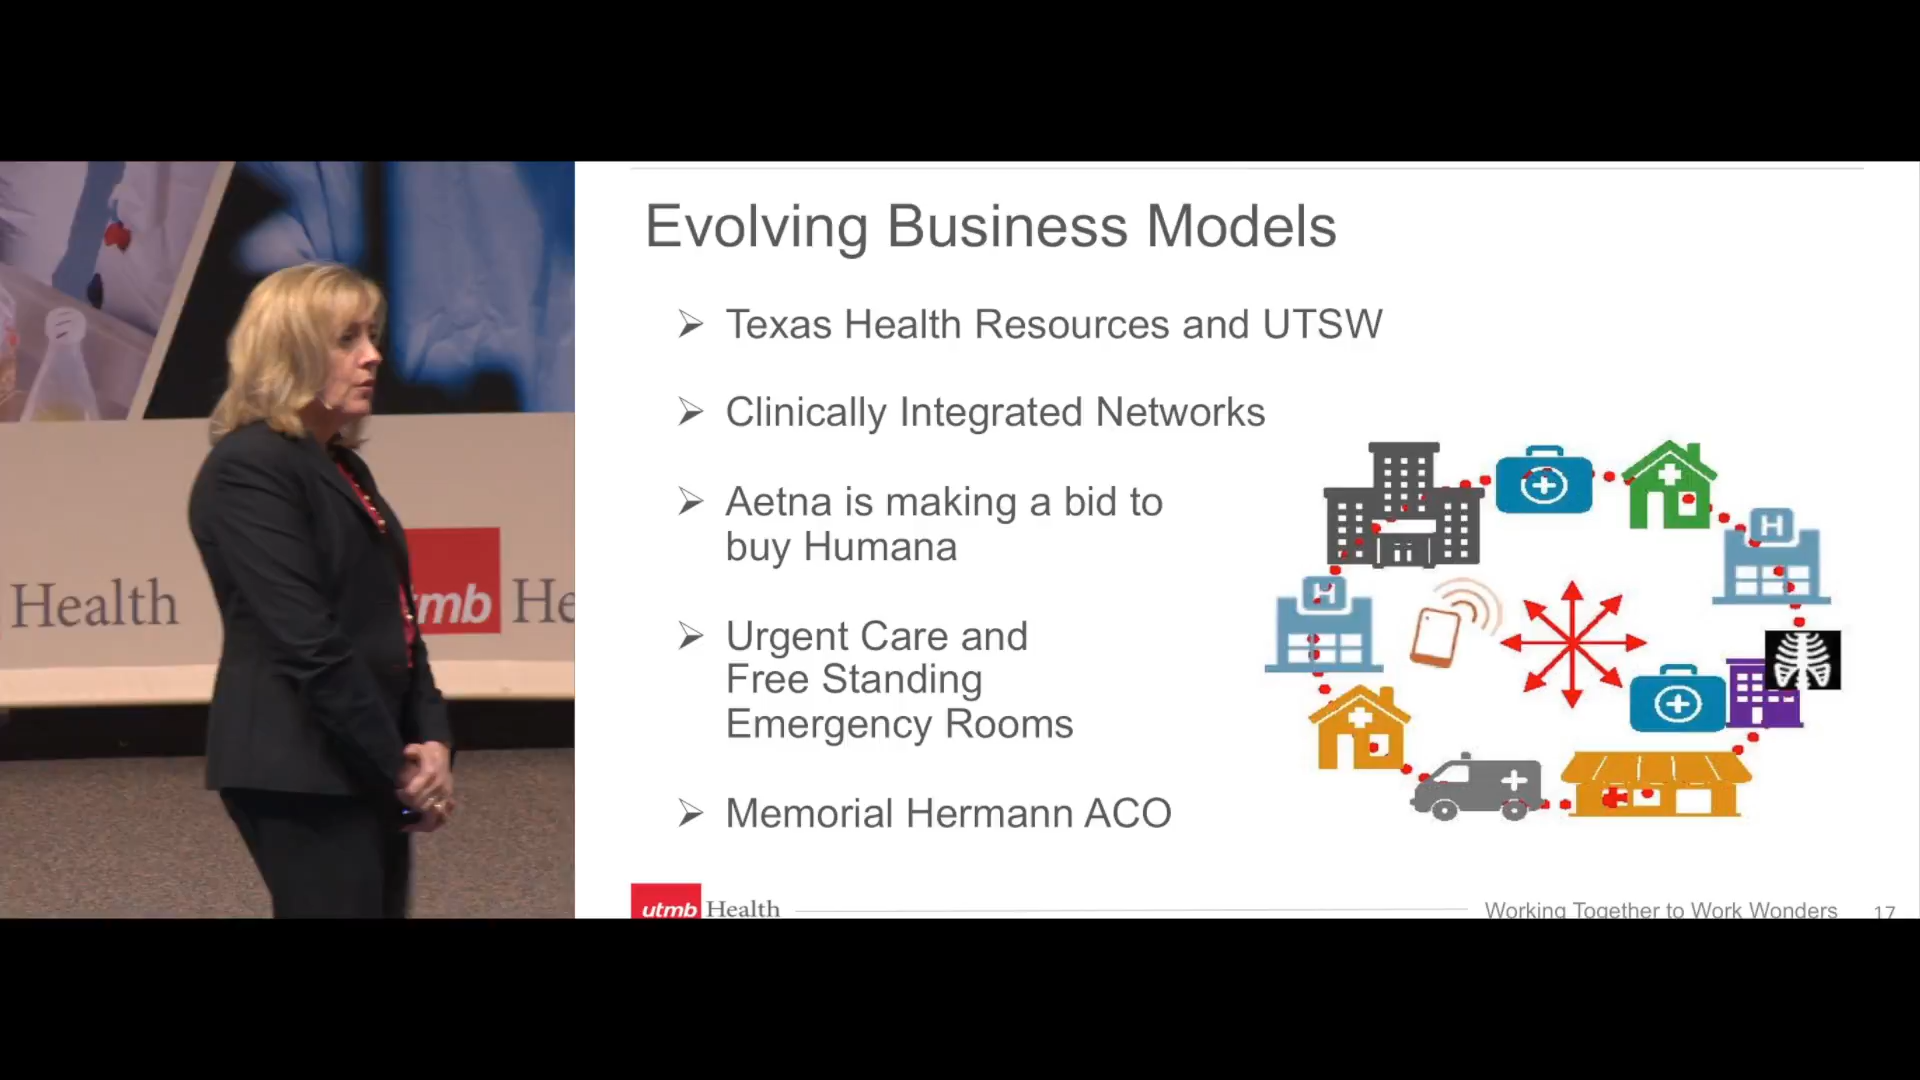 Evolving Business Models
➢ Texas Health Resources and UTSW
➢ Clinically Integrated Networks
➢ Aetna is making a bid to
buy Humana
➢ Urgent Care and
Free Standing
Emergency Rooms
➢ Memorial Hermann ACO
H
H
Health
utmb He
utmb Health
Working Together to Work Wonders 17